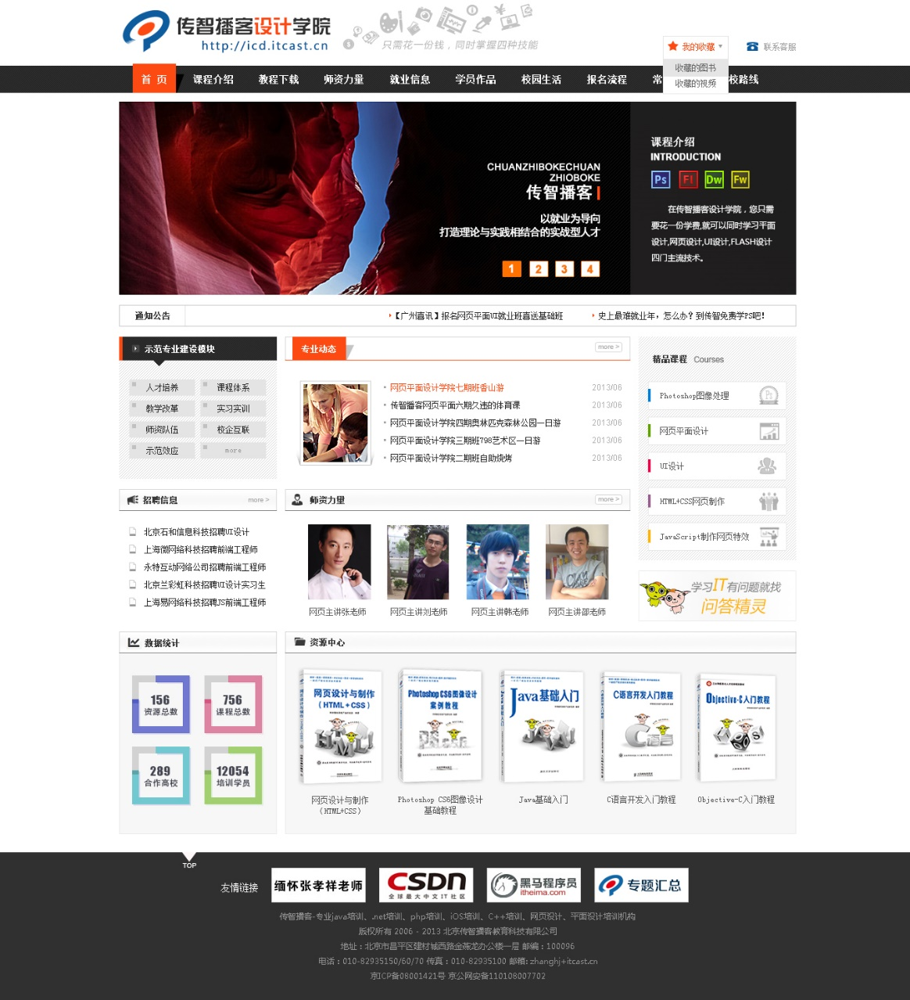 传智播客设计学院
http://icd.itcast.cn
只需花一份钱，同时掌握四种能
我的收藏
联系客服
收藏的图书
收藏的视频
首 页 课程介绍 教程下载 师资力量 就业信息 学员作品 校园生活 报名流程 常 校路线
CHUANZHIBOKECHUAN
ZHIOBOKE
传智播客
以就业为导向
打造理论与实践相结合的实战型人才
1 2 3 4
课程介绍
INTRODUCTION
Ps Fl Dw Fw
在传智播客设计学院，您只需
要花一份学费,就可以同时学习平面
设计,网页设计,UI设计,FLASH设计
四门主流技术。
通知公告
【广州喜讯】报名网页平面UI就业班喜送基础班
史上最难就业年，怎么办？到传智免费学PS吧!
示范专业建设模块
人才培养 课程体系
教学改革 实习实训
师资队伍 校企互联
示范效应 more
专业动态 more >
网页平面设计学院七期班香山游 2013/06
传智播客网页平面六期久违的体育课 2013/06
网页平面设计学院四期奥林匹克森林公园一日游 2013/06
网页平面设计学院三期班798艺术区一日游 2013/06
网页平面设计学院二期班自助烧烤 2013/06
精品课程 Courses
Photoshop图像处理
网页平面设计
UI设计
HTML+CSS网页制作
JavaScript制作网页特效
招聘信息 more >
北京石和信息科技招聘UI设计
上海微网络科技招聘前端工程师
永特互动网络公司招聘前端工程师
北京兰彩虹科技招聘UI设计实习生
上海易网络科技招聘JS前端工程师
师资力量 more >
网页主讲张老师 网页主讲刘老师 网页主讲韩老师 网页主讲邵老师
学习IT有问题就找
问答精灵
数据统计
156
资源总数
756
课程总数
289
合作高校
12054
培训学员
资源中心
网页设计与制作
（HTML+CSS）
Photoshop CS6图像设计
案例教程
Java基础入门
C语言开发入门教程
Objective-C入门教程
网页设计与制作
（HTML+CSS）
Photoshop CS6图像设计
基础教程
Java基础入门
C语言开发入门教程
Objective-C入门教程
TOP
友情链接
缅怀张孝祥老师
CSDN
全球最大中文IT社区
黑马程序员
itheima.com
专题汇总
传智播客-专业java培训、.net培训、php培训、iOS培训、C++培训、网页设计、平面设计培训机构
版权所有 2006 - 2013 北京传智播客教育科技有限公司
地址：北京市昌平区建材城西路金燕龙办公楼一层 邮编：100096
电话：010-82935150/60/70 传真：010-82935100 邮箱: zhanghj+itcast.cn
京ICP备08001421号 京公网安备110108007702